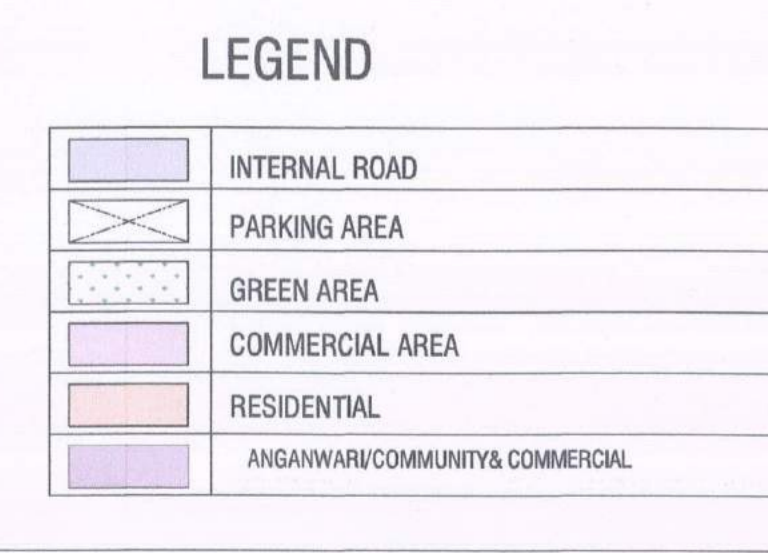 LEGEND
INTERNAL ROAD
PARKING AREA
GREEN AREA
COMMERCIAL AREA
RESIDENTIAL
ANGANWARI/COMMUNITY& COMMERCIAL